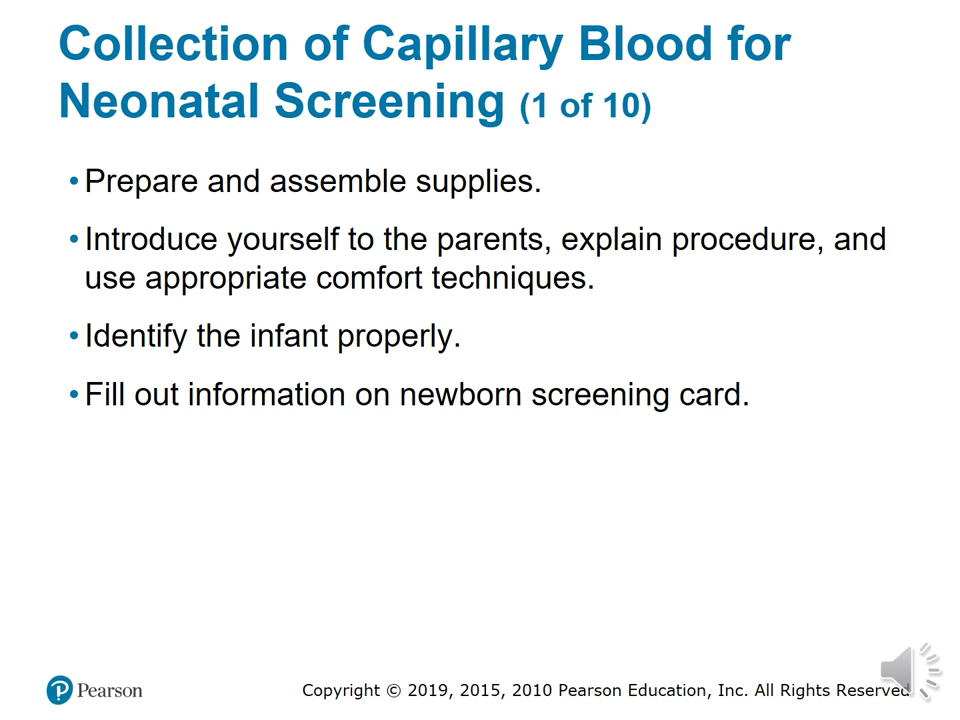 Collection of Capillary Blood for
Neonatal Screening (1 of 10)
• Prepare and assemble supplies.
• Introduce yourself to the parents, explain procedure, and
use appropriate comfort techniques.
• Identify the infant properly.
• Fill out information on newborn screening card.
P Pearson
Copyright © 2019, 2015, 2010 Pearson Education, Inc. All Rights Reserved